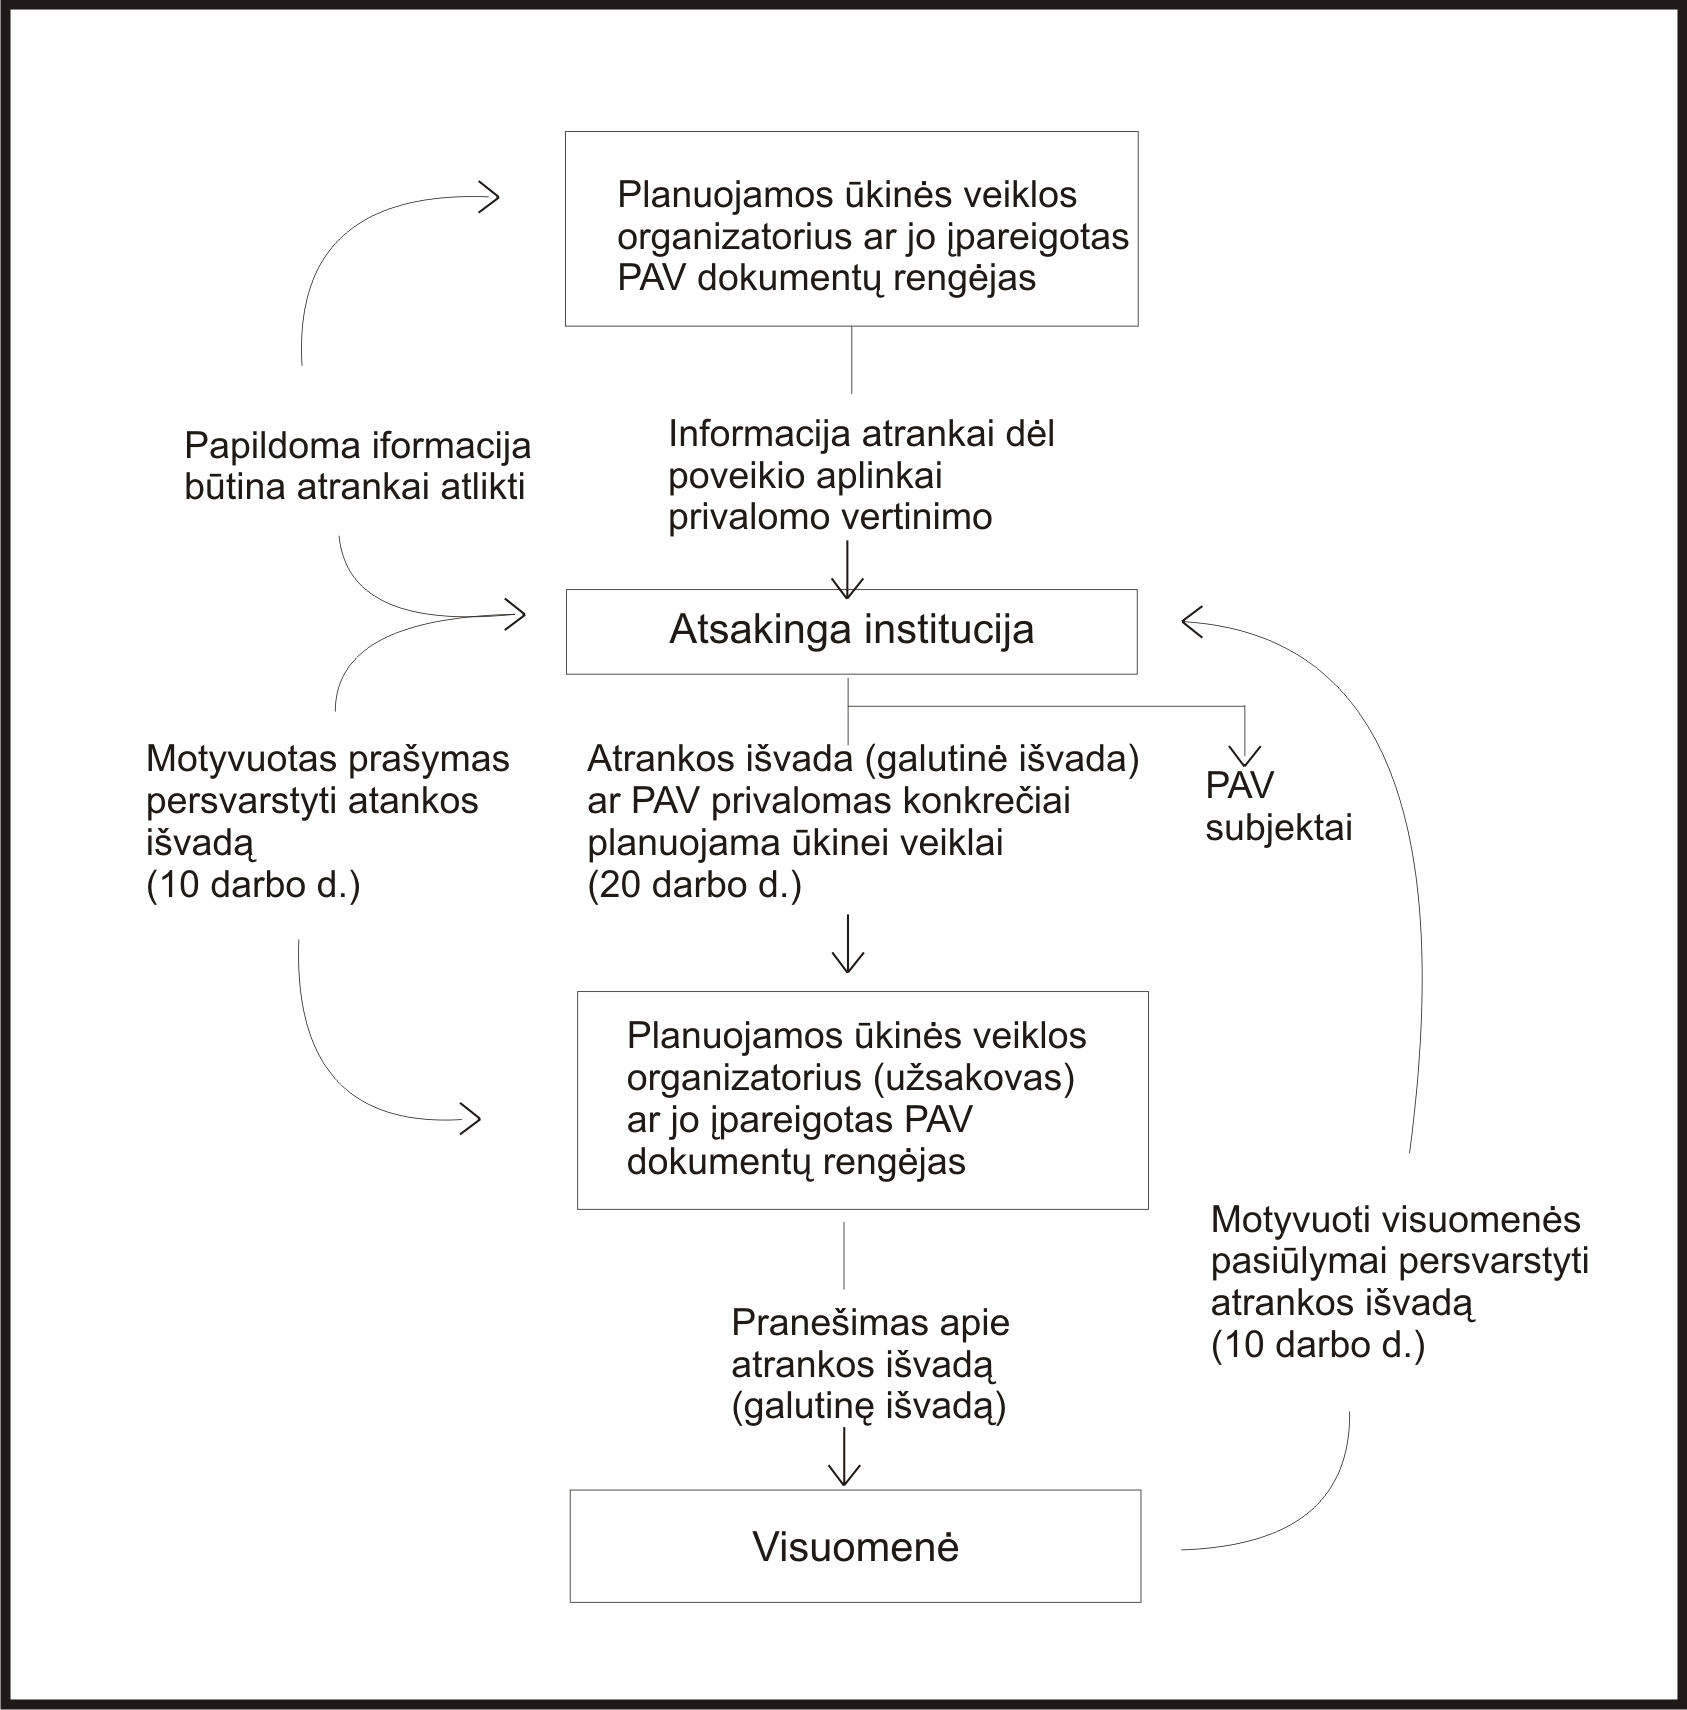 Planuojamos ūkinės veiklos
organizatorius ar jo įpareigotas
PAV dokumentų rengėjas
Papildoma iformacija
būtina atrankai atlikti
Informacija atrankai dėl
poveikio aplinkai
privalomo vertinimo
Atsakinga institucija
Motyvuotas prašymas
persvarstyti atankos
išvadą
(10 darbo d.)
Atrankos išvada (galutinė išvada)
ar PAV privalomas konkrečiai
planuojama ūkinei veiklai
(20 darbo d.)
PAV
subjektai
Planuojamos ūkinės veiklos
organizatorius (užsakovas)
ar jo įpareigotas PAV
dokumentų rengėjas
Motyvuoti visuomenės
pasiūlymai persvarstyti
atrankos išvadą
(10 darbo d.)
Pranešimas apie
atrankos išvadą
(galutinę išvadą)
Visuomenė